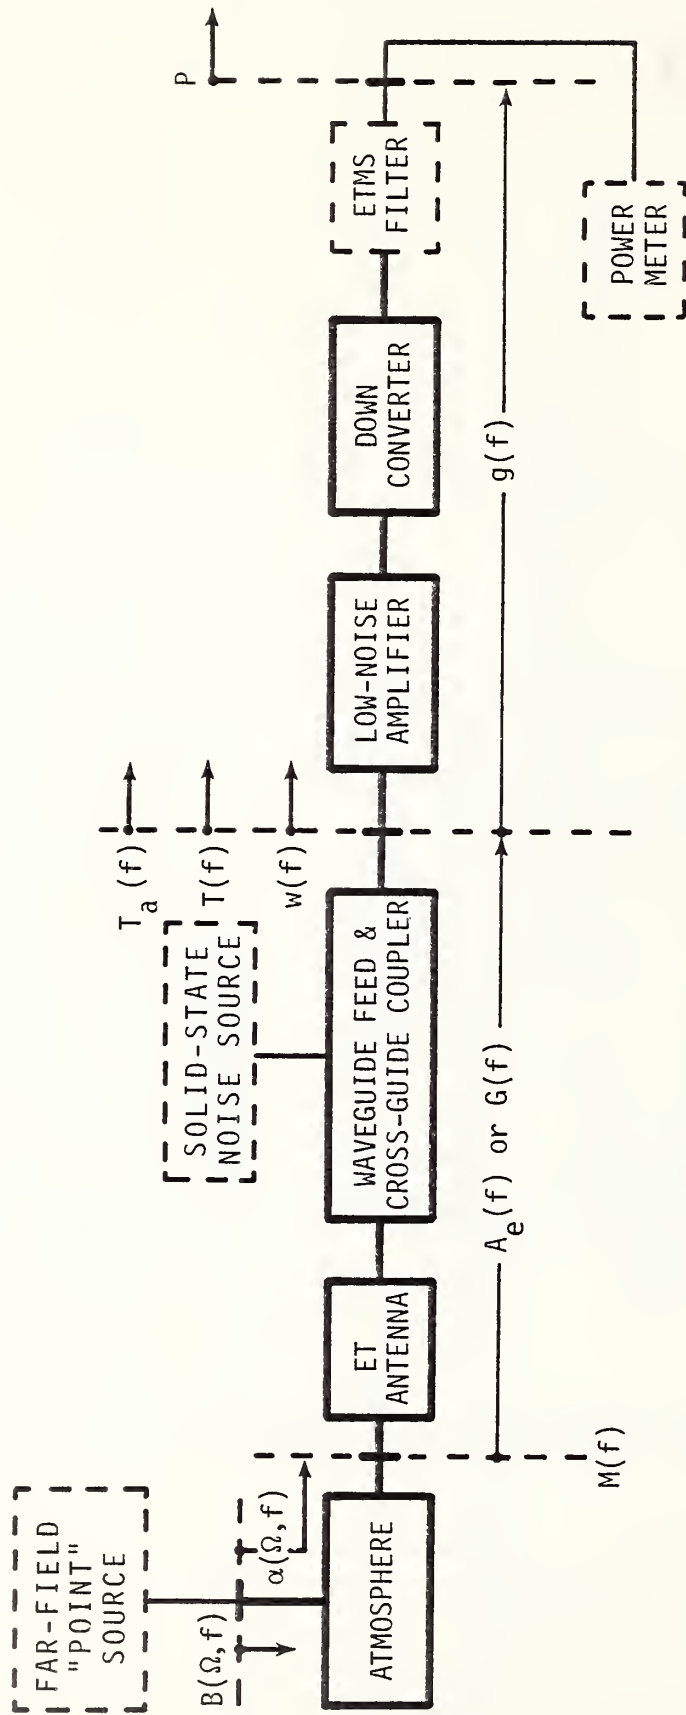 FAR-FIELD
"POINT"
SOURCE
B(Ω,f)
α(Ω,f)
ATMOSPHERE
M(f)
ET
ANTENNA
A_e(f) or G(f)
SOLID-STATE
NOISE SOURCE
WAVEGUIDE FEED &
CROSS-GUIDE COUPLER
T_a(f)
T(f)
w(f)
LOW-NOISE
AMPLIFIER
DOWN
CONVERTER
g(f)
ETMS
FILTER
P
POWER
METER